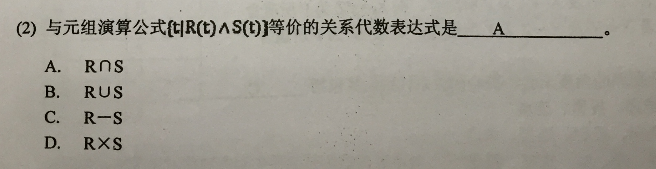 (2) 与元组演算公式{t|R(t)∧S(t)}等价的关系代数表达式是 A 。
A. R∩S
B. R∪S
C. R－S
D. R×S